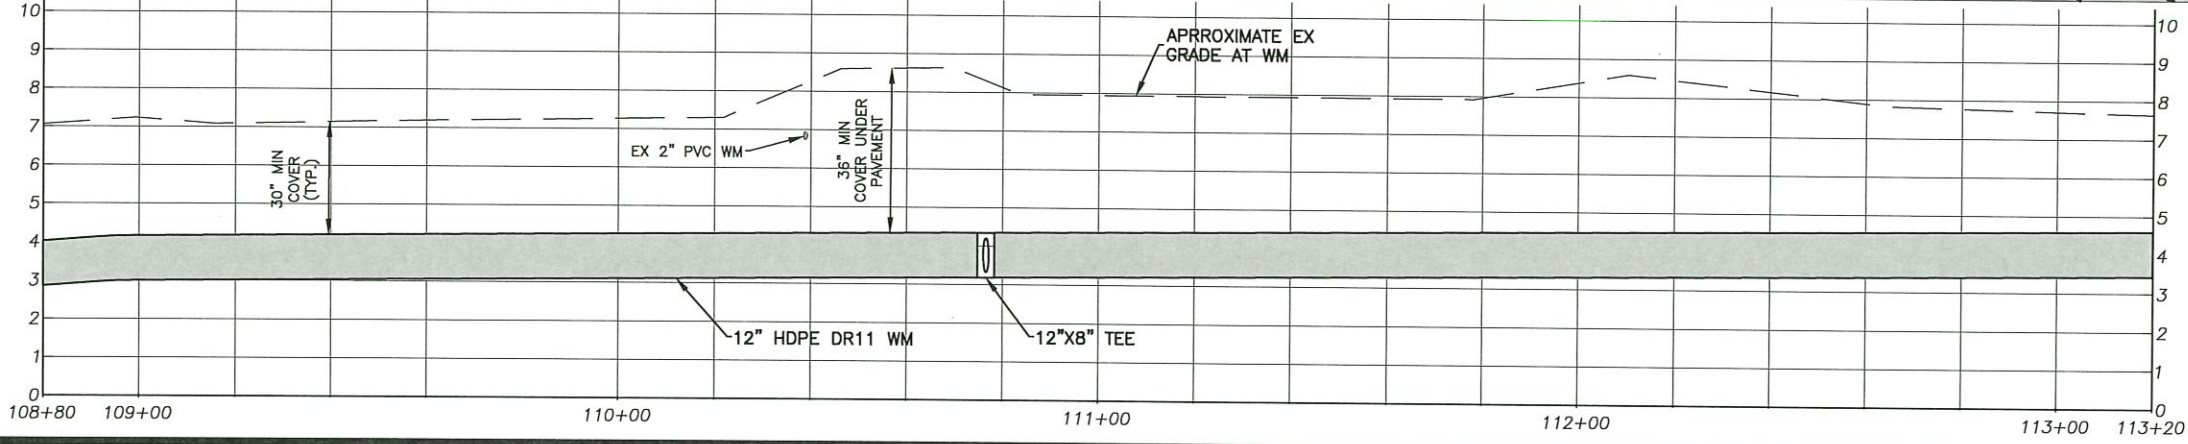 10
9
8
7
6
5
4
3
2
1
0
APRROXIMATE EX
GRADE AT WM
EX 2" PVC WM
30" MIN
COVER
(TYP.)
36" MIN
COVER UNDER
PAVEMENT
12" HDPE DR11 WM
12"X8" TEE
10
9
8
7
6
5
4
3
2
1
0
108+80 109+00 110+00 111+00 112+00 113+00 113+20